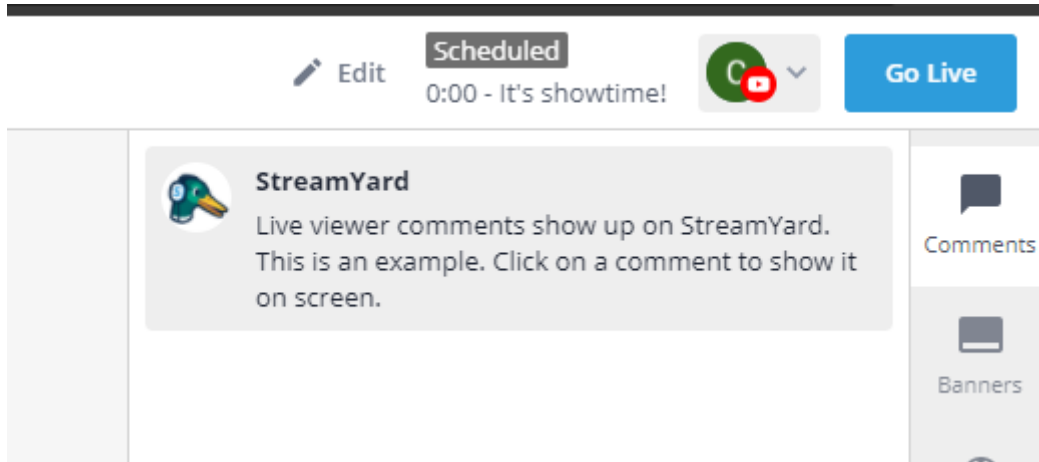 Edit
Scheduled
0:00 - It's showtime!
C
Go Live
StreamYard
Live viewer comments show up on StreamYard.
This is an example. Click on a comment to show it
on screen.
Comments
Banners